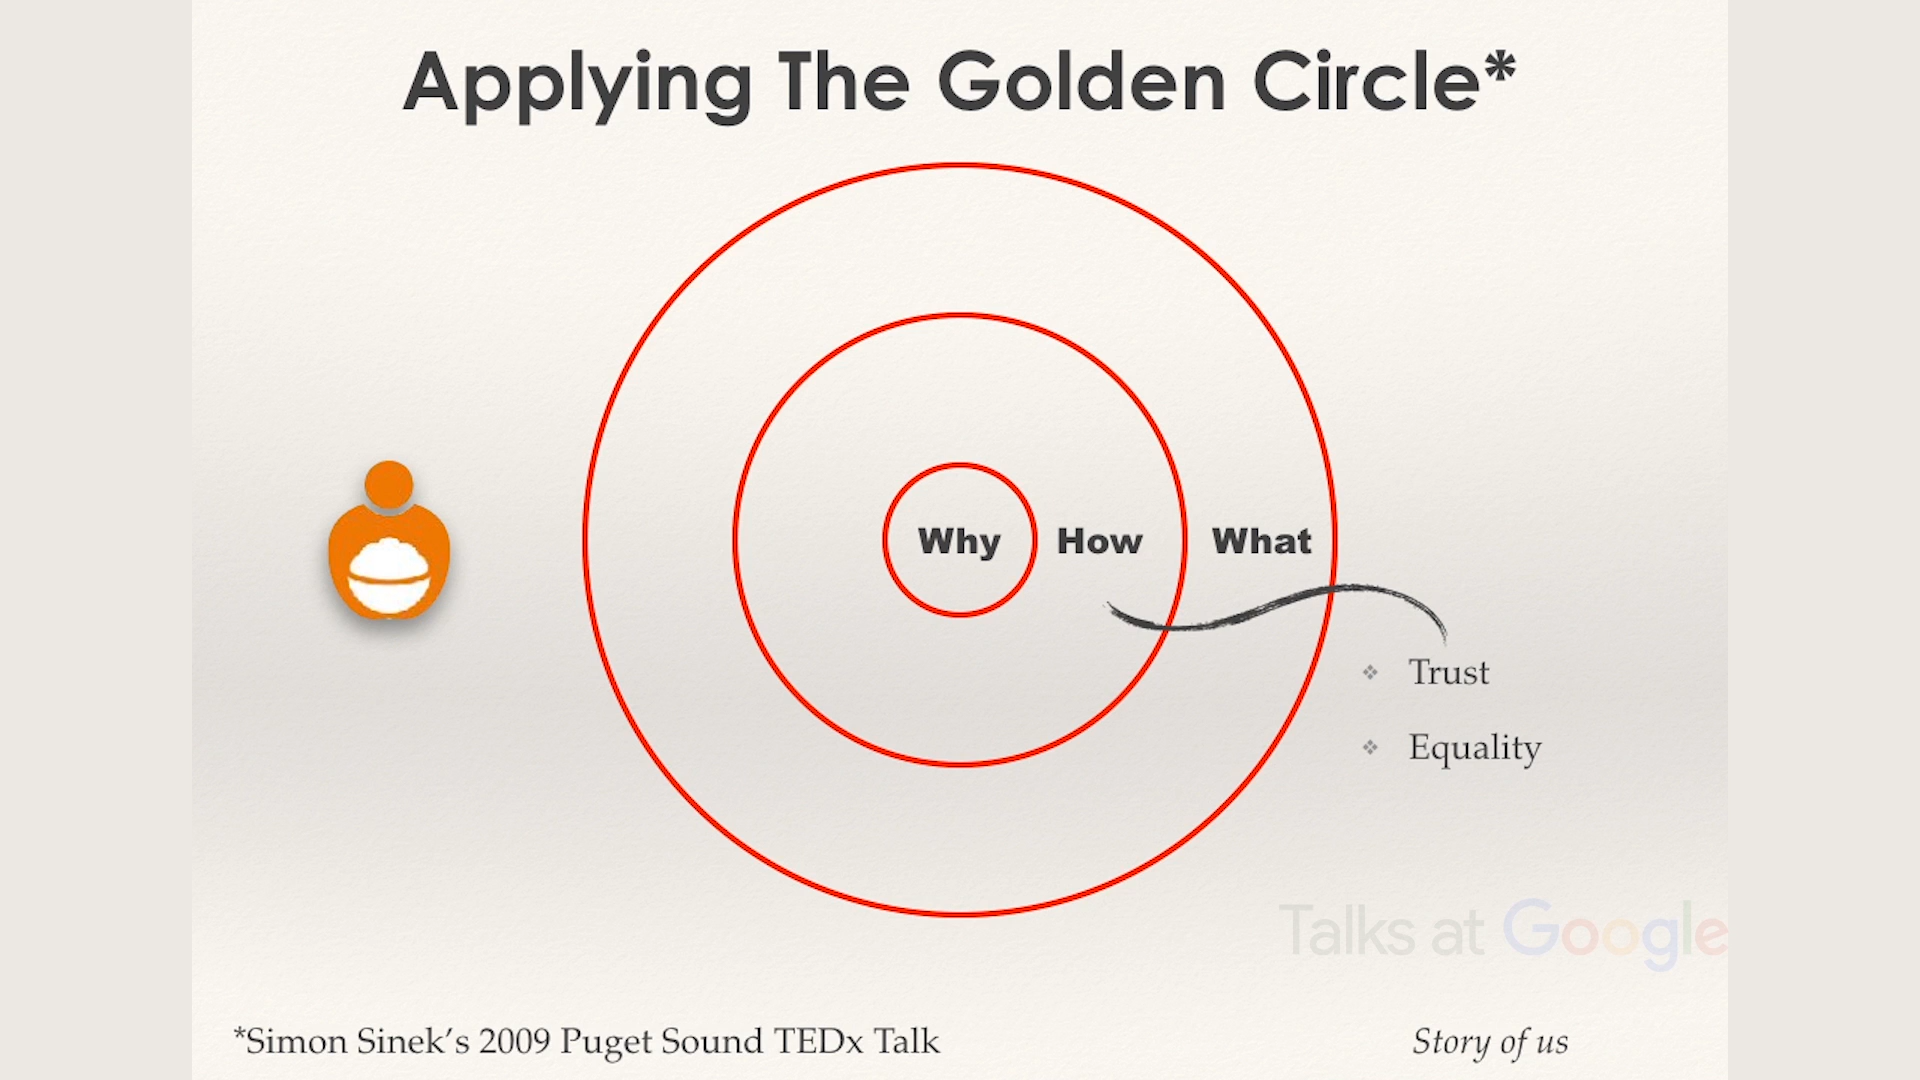 Applying The Golden Circle*
Why How What
Trust
Equality
Talks at Google
*Simon Sinek’s 2009 Puget Sound TEDx Talk
Story of us